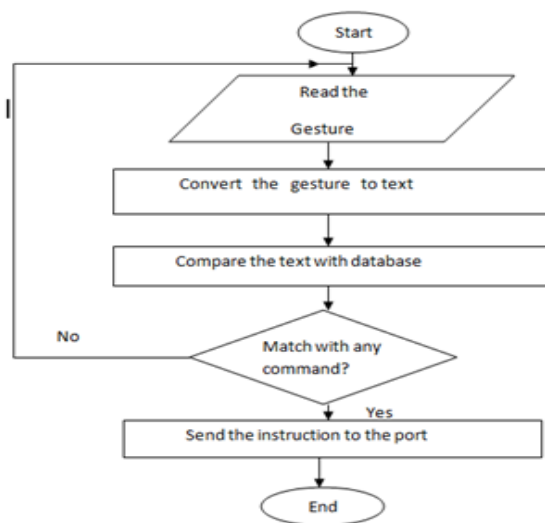 Start
Read the
Gesture
Convert the gesture to text
Compare the text with database
No
Match with any
command?
Yes
Send the instruction to the port
End